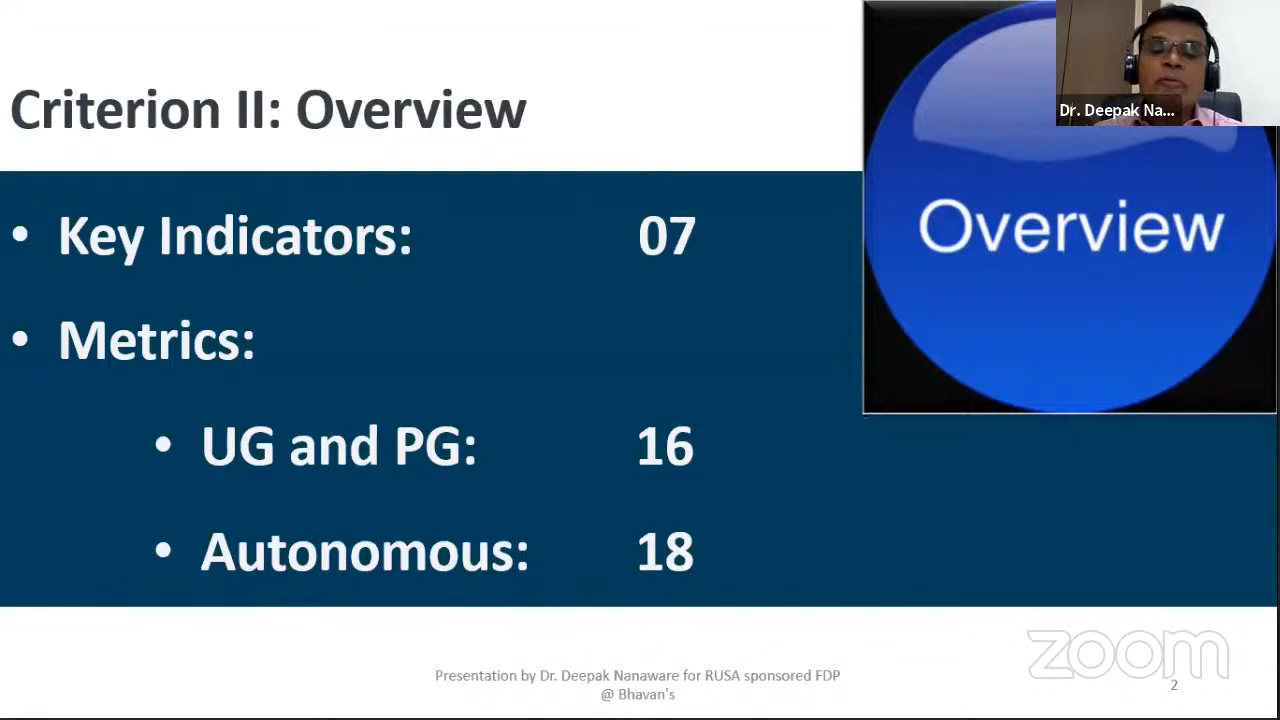 Criterion II: Overview
Dr. Deepak Na...
Overview
• Key Indicators: 07
• Metrics:
• UG and PG: 16
• Autonomous: 18
zoom
Presentation by Dr. Deepak Nanaware for RUSA sponsored FDP
@ Bhavan's
2